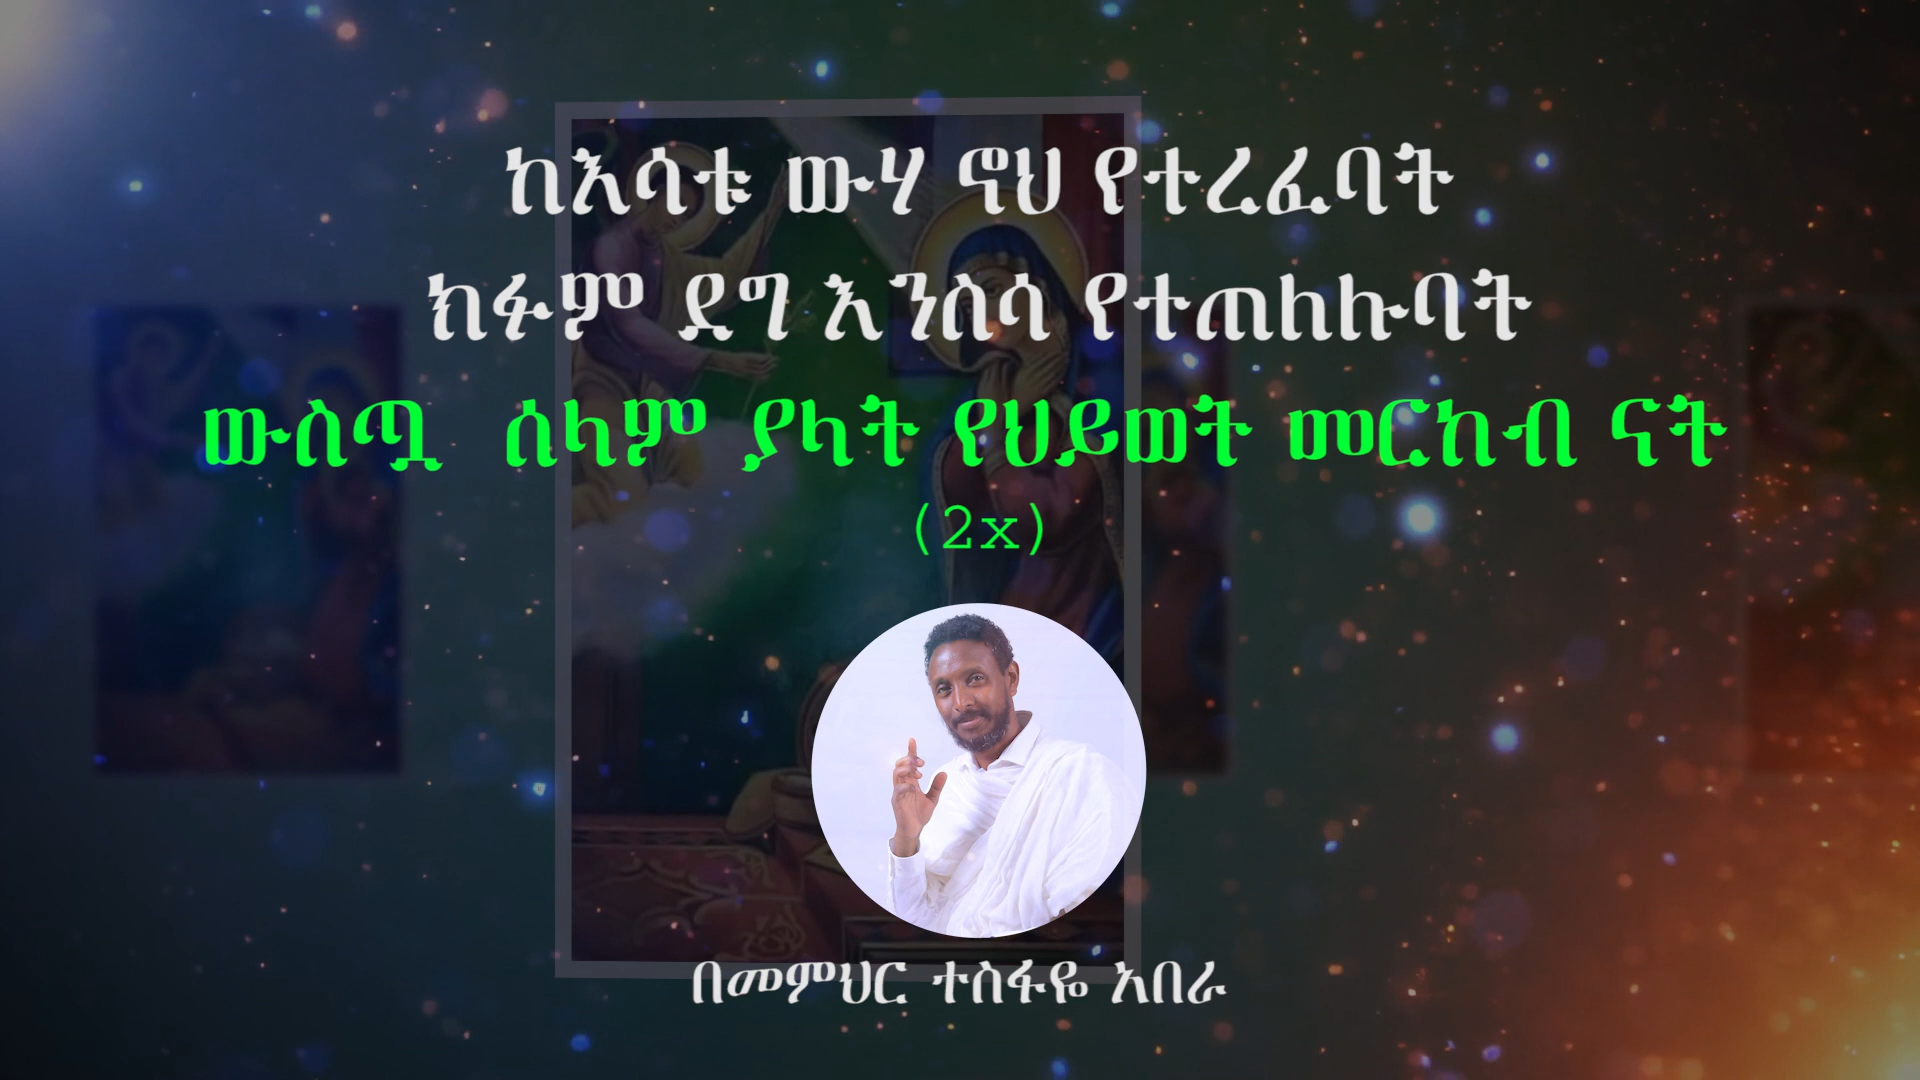 ከእሳቱ ውሃ ኖህ የተረፈባት
ክፉም ደግ እንስሳ የተጠለሉባት
ውስጧ ሰላም ያላት የህይወት መርከብ ናት
(2x)
በመምህር ተስፋዬ አበራ